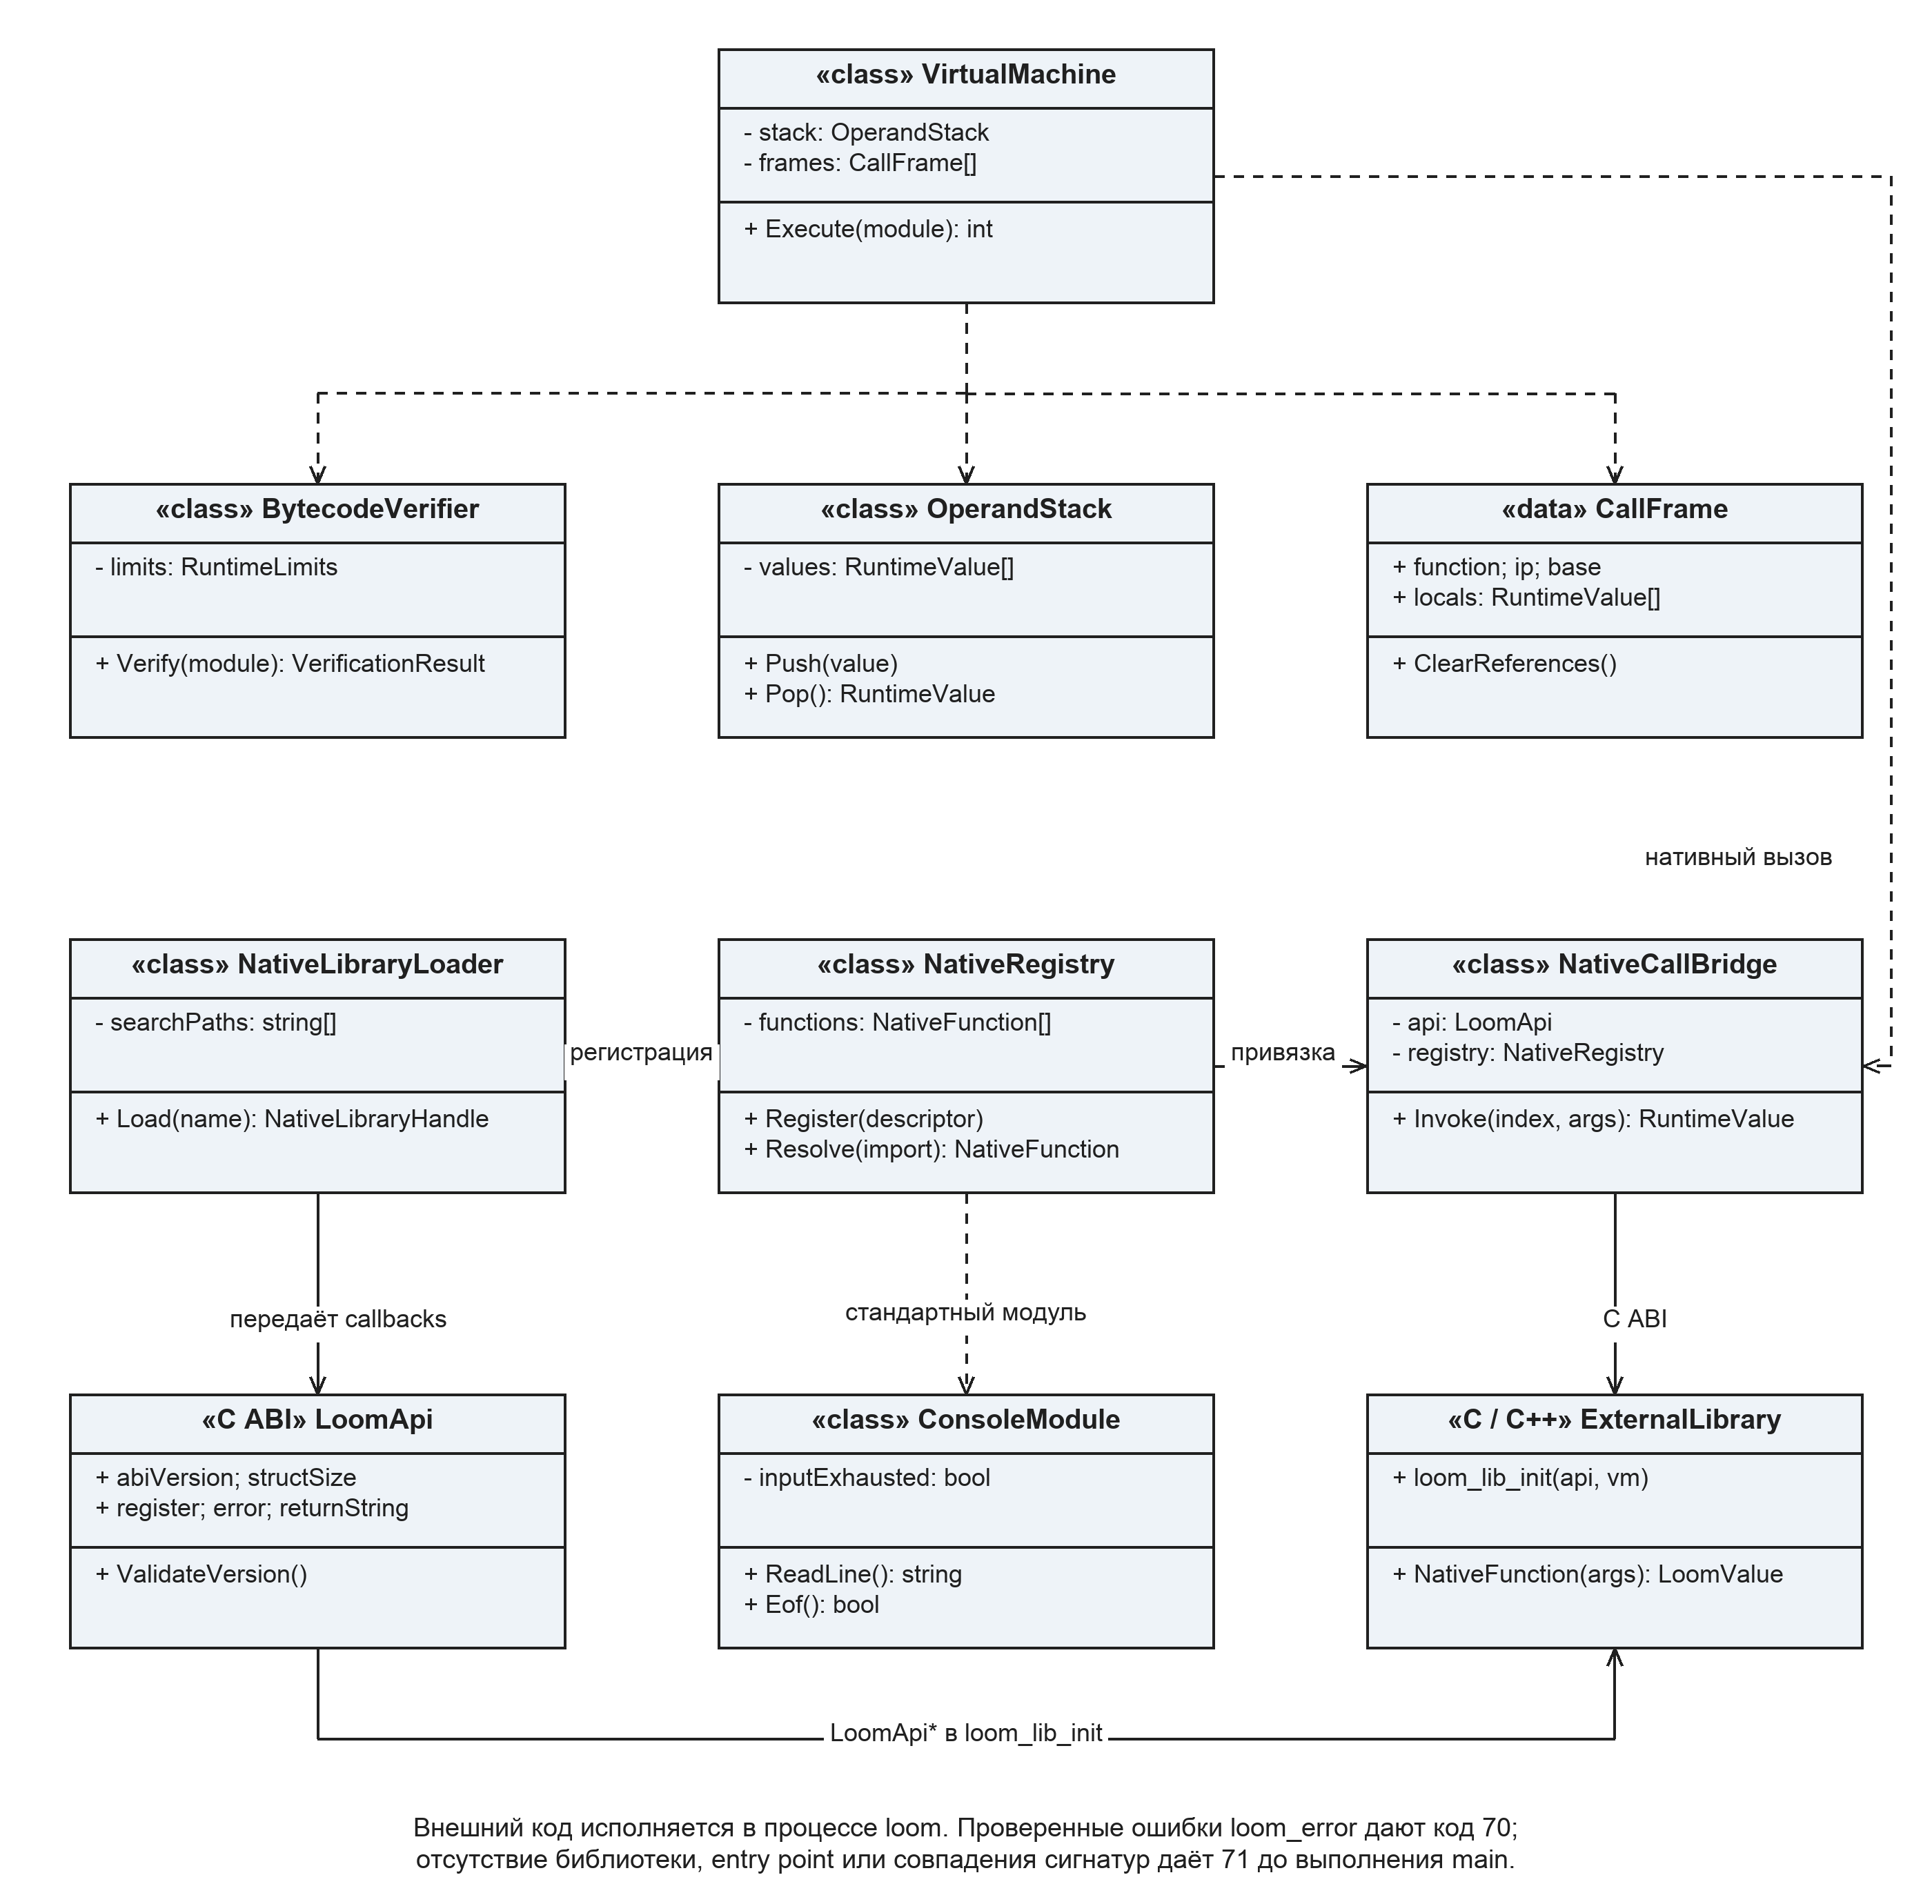 «class» VirtualMachine
- stack: OperandStack
- frames: CallFrame[]
+ Execute(module): int
«class» BytecodeVerifier
- limits: RuntimeLimits
+ Verify(module): VerificationResult
«class» OperandStack
- values: RuntimeValue[]
+ Push(value)
+ Pop(): RuntimeValue
«data» CallFrame
+ function; ip; base
+ locals: RuntimeValue[]
+ ClearReferences()
нативный вызов
«class» NativeLibraryLoader
- searchPaths: string[]
+ Load(name): NativeLibraryHandle
регистрация
«class» NativeRegistry
- functions: NativeFunction[]
+ Register(descriptor)
+ Resolve(import): NativeFunction
привязка
«class» NativeCallBridge
- api: LoomApi
- registry: NativeRegistry
+ Invoke(index, args): RuntimeValue
передаёт callbacks
стандартный модуль
C ABI
«C ABI» LoomApi
+ abiVersion; structSize
+ register; error; returnString
+ ValidateVersion()
«class» ConsoleModule
- inputExhausted: bool
+ ReadLine(): string
+ Eof(): bool
«C / C++» ExternalLibrary
+ loom_lib_init(api, vm)
+ NativeFunction(args): LoomValue
LoomApi* в loom_lib_init
Внешний код исполняется в процессе loom. Проверенные ошибки loom_error дают код 70;
отсутствие библиотеки, entry point или совпадения сигнатур даёт 71 до выполнения main.